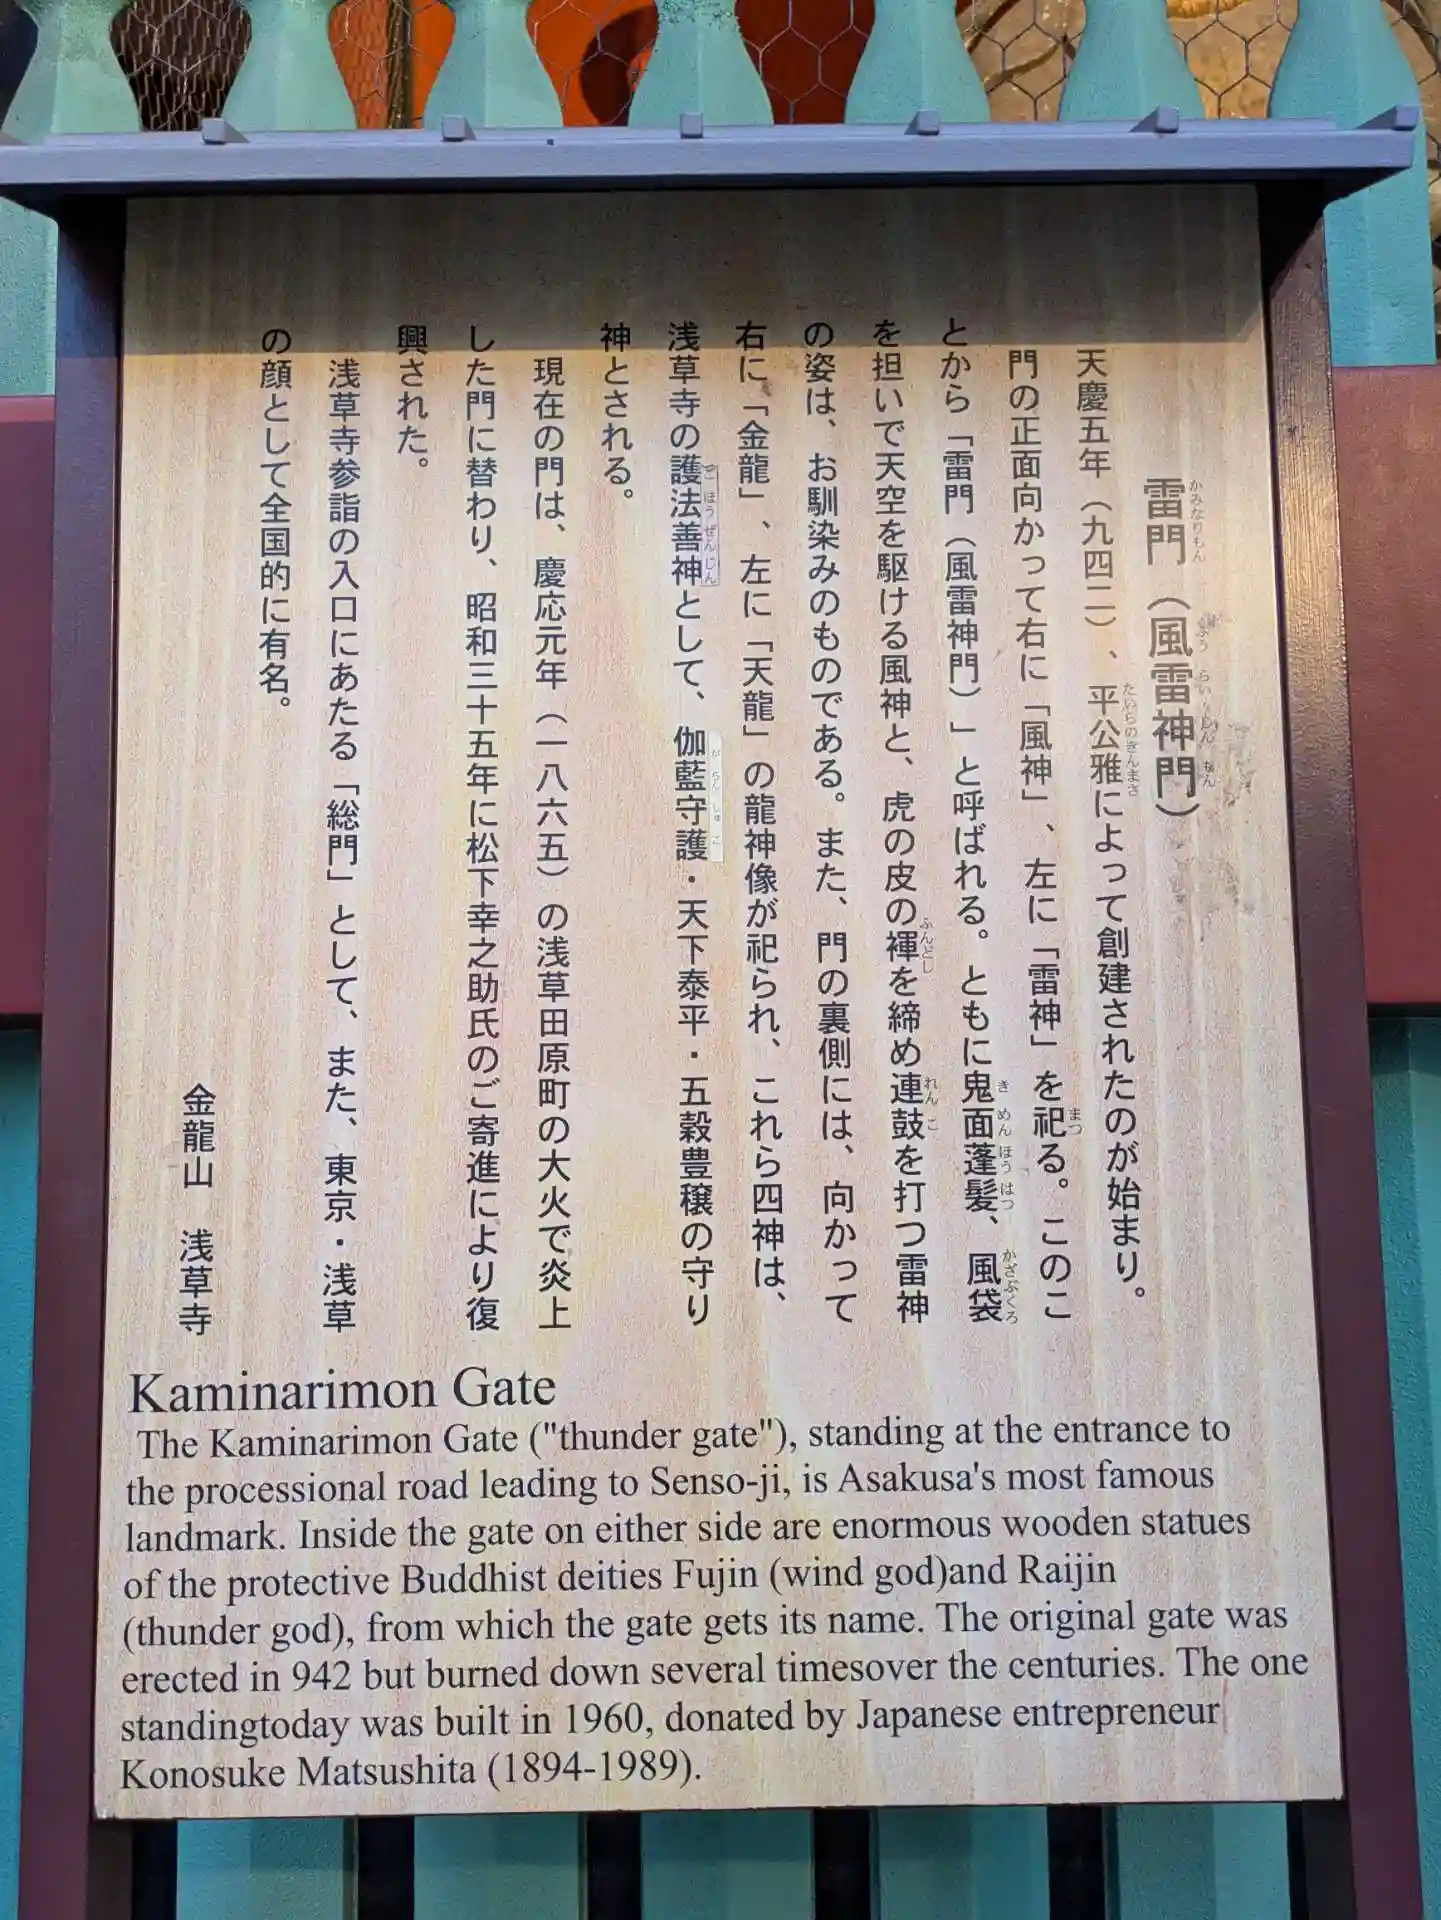 雷門（風雷神門）
天慶五年（九四二）、平公雅によって創建されたのが始まり。
門の正面向かって右に「風神」、左に「雷神」を祀る。このこ
とから「雷門（風雷神門）」と呼ばれる。ともに鬼面蓬髪、風袋
を担いで天空を駆ける風神と、虎の皮の褌を締め連鼓を打つ雷神
の姿は、お馴染みのものである。また、門の裏側には、向かって
右に「金龍」、左に「天龍」の龍神像が祀られ、これら四神は、
浅草寺の護法善神として、伽藍守護・天下泰平・五穀豊穣の守り
神とされる。
現在の門は、慶応元年（一八六五）の浅草田原町の大火で炎上
した門に替わり、昭和三十五年に松下幸之助氏のご寄進により復
興された。
浅草寺参詣の入口にあたる「総門」として、また、東京・浅草
の顔として全国的に有名。
金龍山　浅草寺
Kaminarimon Gate
The Kaminarimon Gate ("thunder gate"), standing at the entrance to
the processional road leading to Senso-ji, is Asakusa's most famous
landmark. Inside the gate on either side are enormous wooden statues
of the protective Buddhist deities Fujin (wind god)and Raijin
(thunder god), from which the gate gets its name. The original gate was
erected in 942 but burned down several timesover the centuries. The one
standingtoday was built in 1960, donated by Japanese entrepreneur
Konosuke Matsushita (1894-1989).